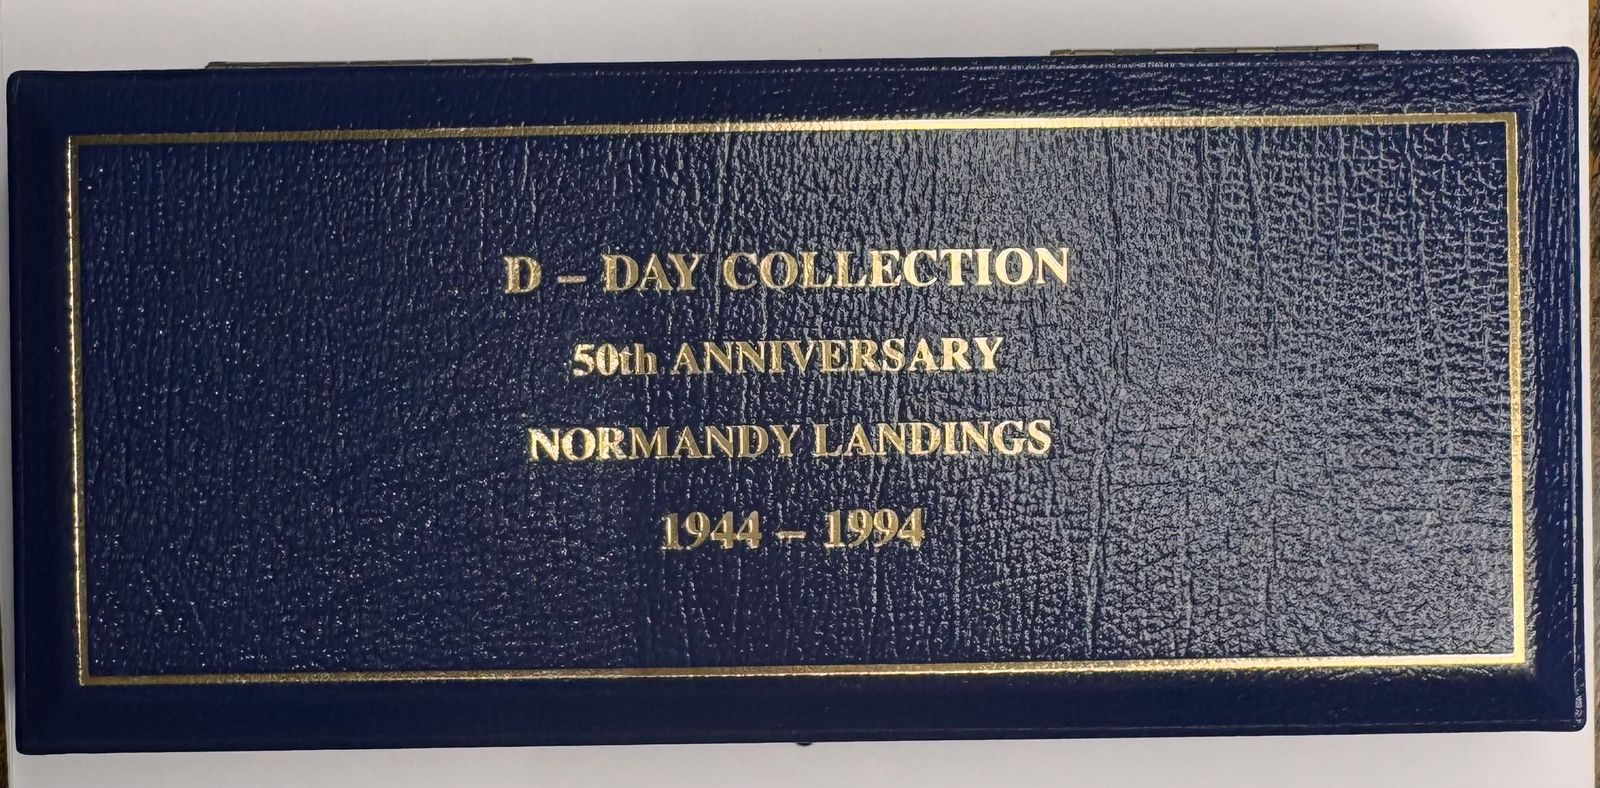 D – DAY COLLECTION
50th ANNIVERSARY
NORMANDY LANDINGS
1944 – 1994